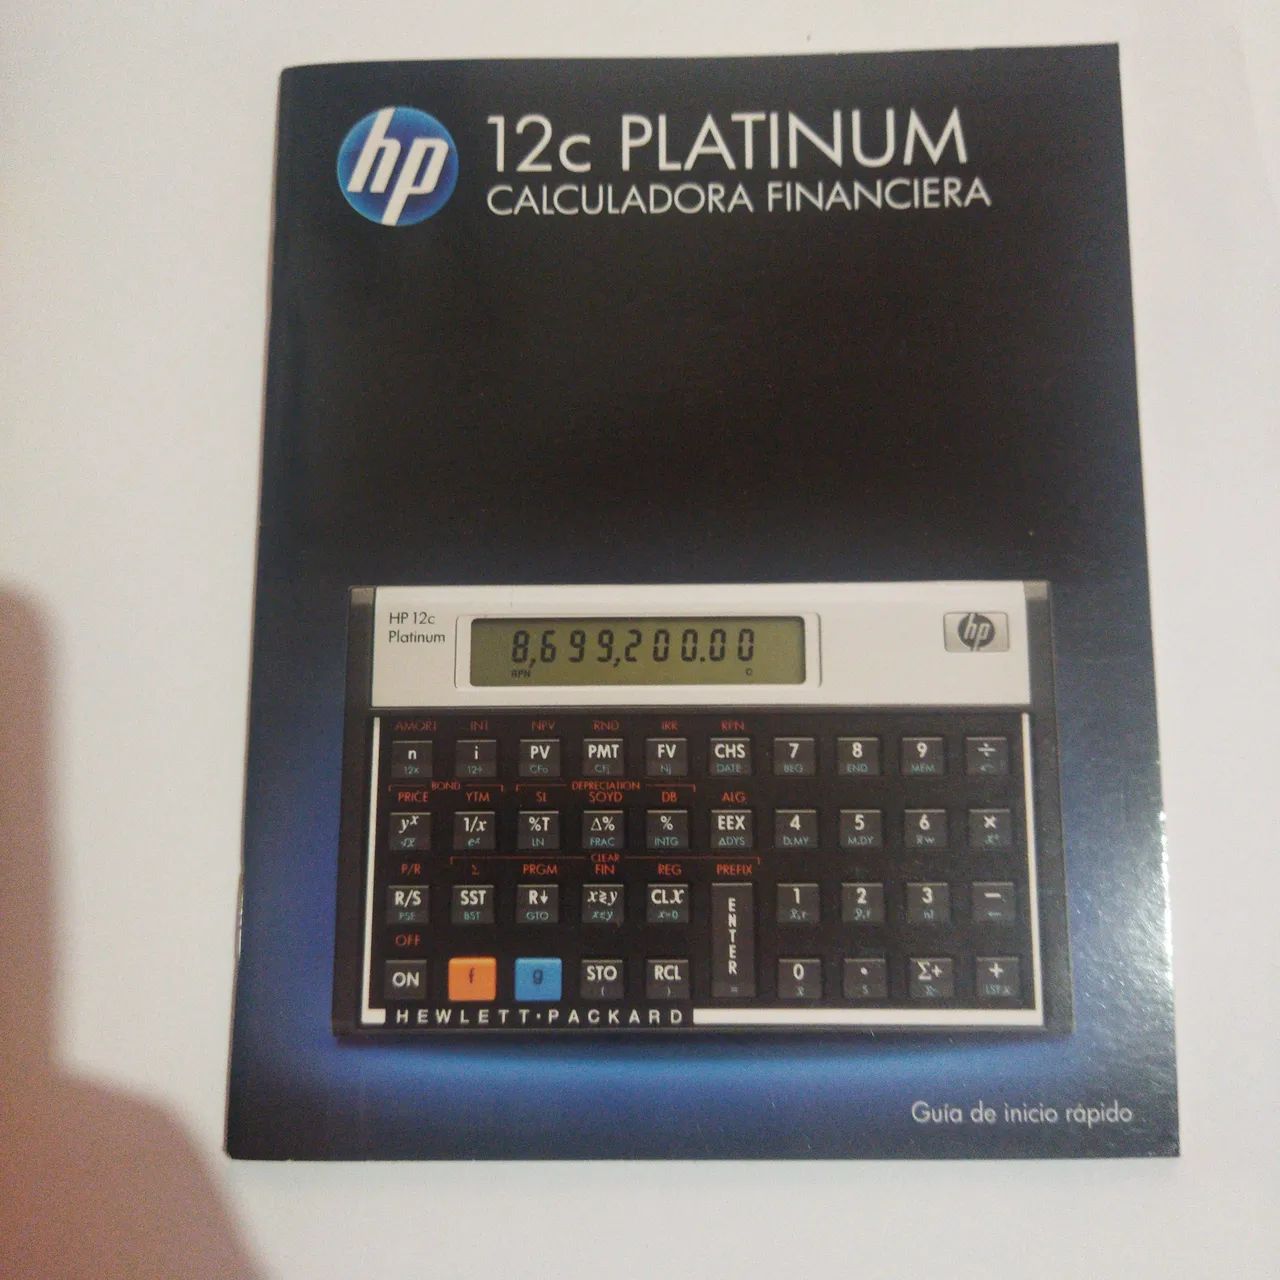 hp
12c PLATINUM
CALCULADORA FINANCIERA
HP 12c
Platinum
8,699,200.00
RPN C
hp
AMORT INT NPV RND IRR RPN
n i PV PMT FV CHS 7 8 9 ÷
12x 12÷ CFo CFj Nj DATE BEG END MEM
BOND DEPRECIATION
PRICE YTM SL SOYD DB ALG
yx 1/x %T Δ% % EEX 4 5 6 ×
√x ex LN FRAC INTG ΔDYS D.MY M.DY x̄w x²
CLEAR
P/R Σ PRGM FIN REG PREFIX
R/S SST R↓ x≷y CLX ENTER 1 2 3 −
PSE BST GTO x≤y x=0 = x̂,r ŷ,r n!
OFF
ON f g STO RCL 0 • Σ+ +
( ) x̄ s Σ- LST x
HEWLETT·PACKARD
Guía de inicio rápido